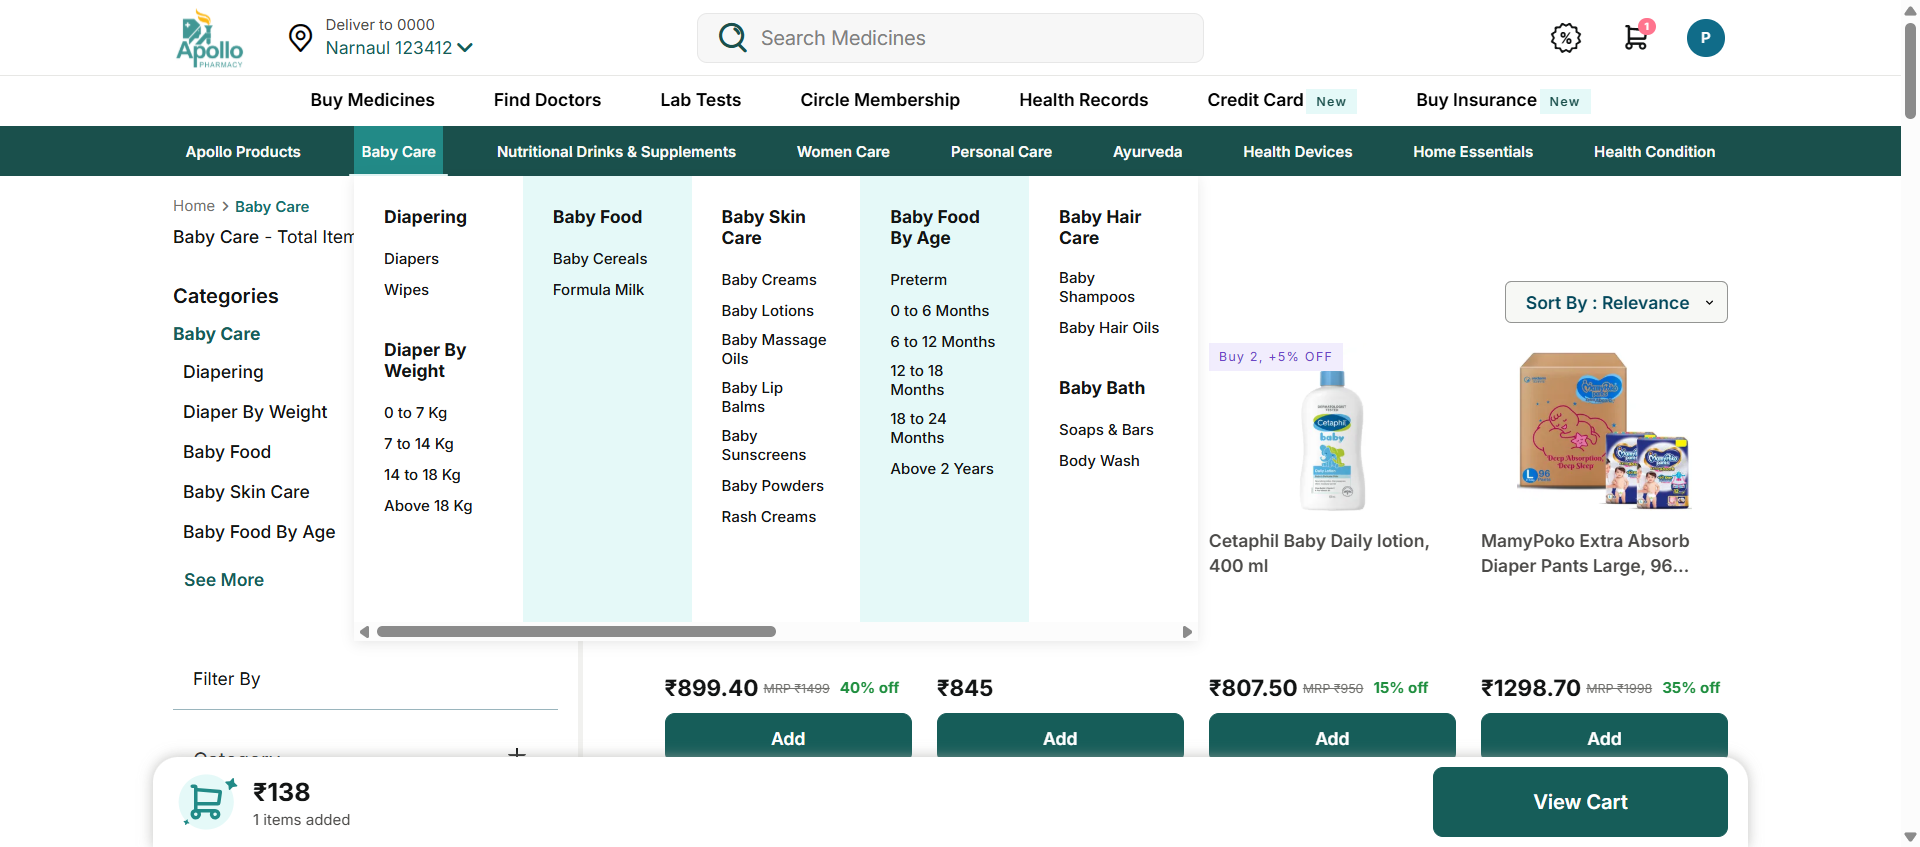 Apollo
PHARMACY
Deliver to 0000
Narnaul 123412
Search Medicines
%
1
P
Buy Medicines
Find Doctors
Lab Tests
Circle Membership
Health Records
Credit Card New
Buy Insurance New
Apollo Products
Baby Care
Nutritional Drinks & Supplements
Women Care
Personal Care
Ayurveda
Health Devices
Home Essentials
Health Condition
Home > Baby Care
Baby Care - Total Item
Categories
Baby Care
Diapering
Diaper By Weight
Baby Food
Baby Skin Care
Baby Food By Age
See More
Filter By
Category
Diapering
Diapers
Wipes
Diaper By
Weight
0 to 7 Kg
7 to 14 Kg
14 to 18 Kg
Above 18 Kg
Baby Food
Baby Cereals
Formula Milk
Baby Skin
Care
Baby Creams
Baby Lotions
Baby Massage
Oils
Baby Lip
Balms
Baby
Sunscreens
Baby Powders
Rash Creams
Baby Food
By Age
Preterm
0 to 6 Months
6 to 12 Months
12 to 18
Months
18 to 24
Months
Above 2 Years
Baby Hair
Care
Baby
Shampoos
Baby Hair Oils
Baby Bath
Soaps & Bars
Body Wash
Sort By : Relevance
Buy 2, +5% OFF
Cetaphil
baby
MamyPoko
Deep Absorption
Deep Sleep
L 96
Cetaphil Baby Daily lotion,
400 ml
MamyPoko Extra Absorb
Diaper Pants Large, 96...
₹899.40 MRP ₹1499 40% off
₹845
₹807.50 MRP ₹950 15% off
₹1298.70 MRP ₹1998 35% off
Add
Add
Add
Add
₹138
1 items added
View Cart